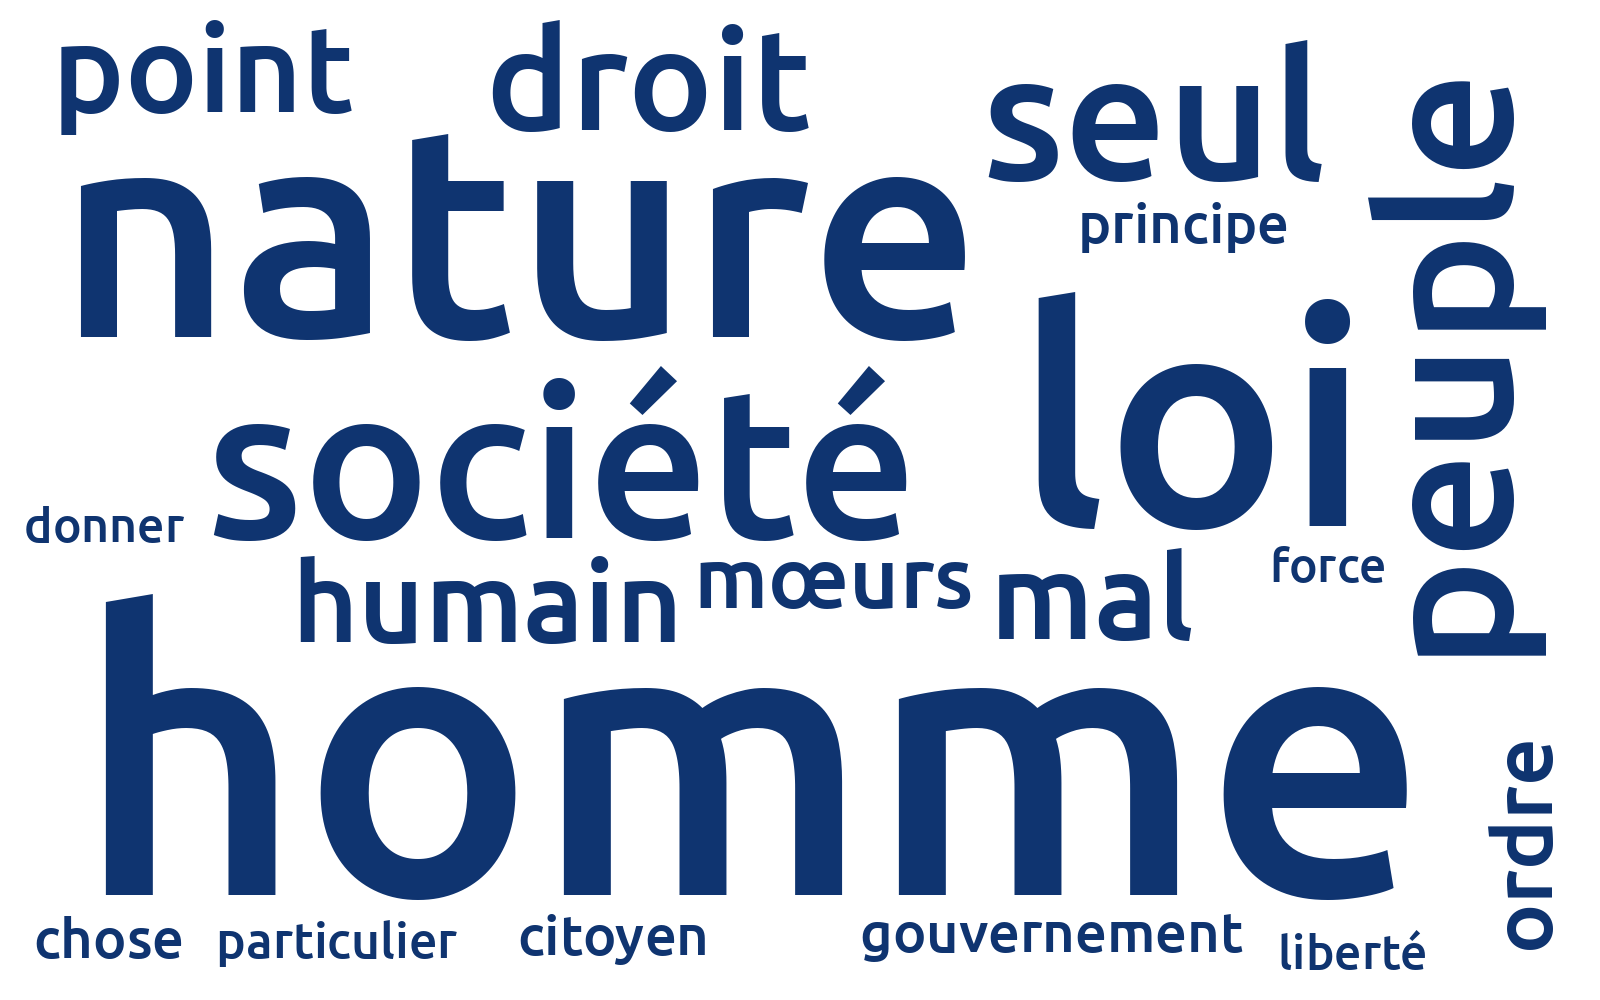 point
droit
seul
nature
principe
peuple
loi
société
donner
humain
mœurs
mal
force
homme
ordre
chose
particulier
citoyen
gouvernement
liberté